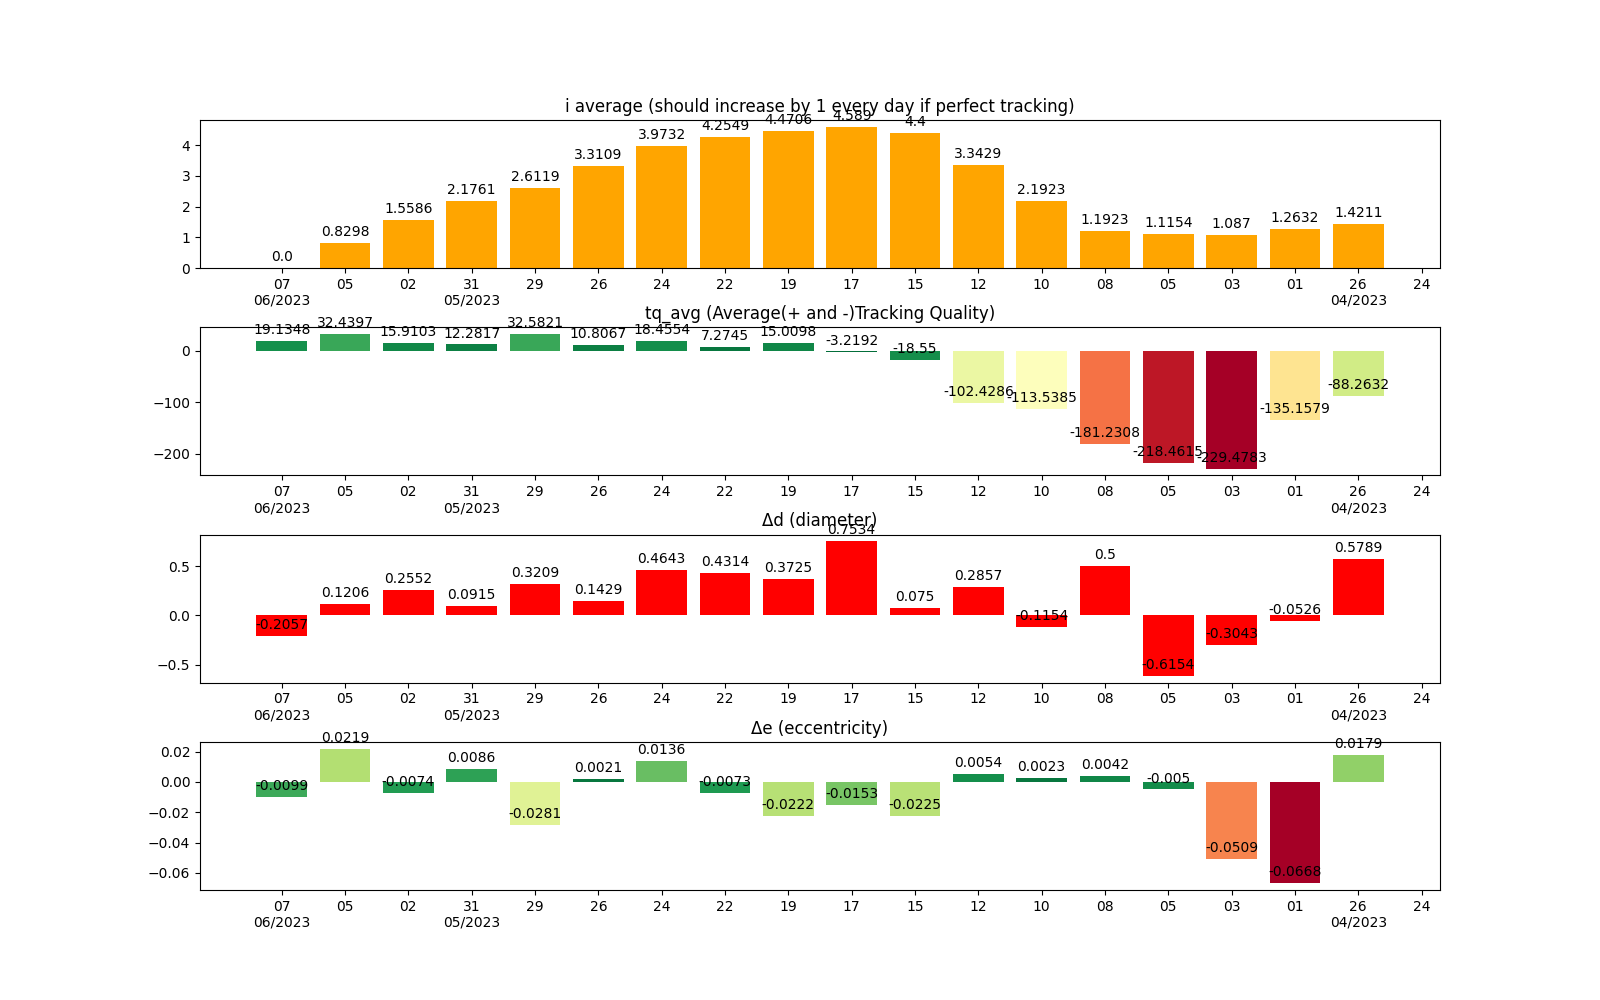 i average (should increase by 1 every day if perfect tracking)
0.0 0.8298 1.5586 2.1761 2.6119 3.3109 3.9732 4.2549 4.4706 4.589 4.4 3.3429 2.1923 1.1923 1.1154 1.087 1.2632 1.4211
4
3
2
1
0
07 05 02 31 29 26 24 22 19 17 15 12 10 08 05 03 01 26 24
06/2023 05/2023 04/2023
tq_avg (Average(+ and -)Tracking Quality)
19.1348 32.4397 15.9103 12.2817 32.5821 10.8067 18.4554 7.2745 15.0098 -3.2192 -18.55 -102.4286 -113.5385 -181.2308 -218.4615 -229.4783 -135.1579 -88.2632
0
−100
−200
07 05 02 31 29 26 24 22 19 17 15 12 10 08 05 03 01 26 24
06/2023 05/2023 04/2023
Δd (diameter)
-0.2057 0.1206 0.2552 0.0915 0.3209 0.1429 0.4643 0.4314 0.3725 0.7534 0.075 0.2857 -0.1154 0.5 -0.6154 -0.3043 -0.0526 0.5789
0.5
0.0
−0.5
07 05 02 31 29 26 24 22 19 17 15 12 10 08 05 03 01 26 24
06/2023 05/2023 04/2023
Δe (eccentricity)
-0.0099 0.0219 -0.0074 0.0086 -0.0281 0.0021 0.0136 -0.0073 -0.0222 -0.0153 -0.0225 0.0054 0.0023 0.0042 -0.005 -0.0509 -0.0668 0.0179
0.02
0.00
−0.02
−0.04
−0.06
07 05 02 31 29 26 24 22 19 17 15 12 10 08 05 03 01 26 24
06/2023 05/2023 04/2023